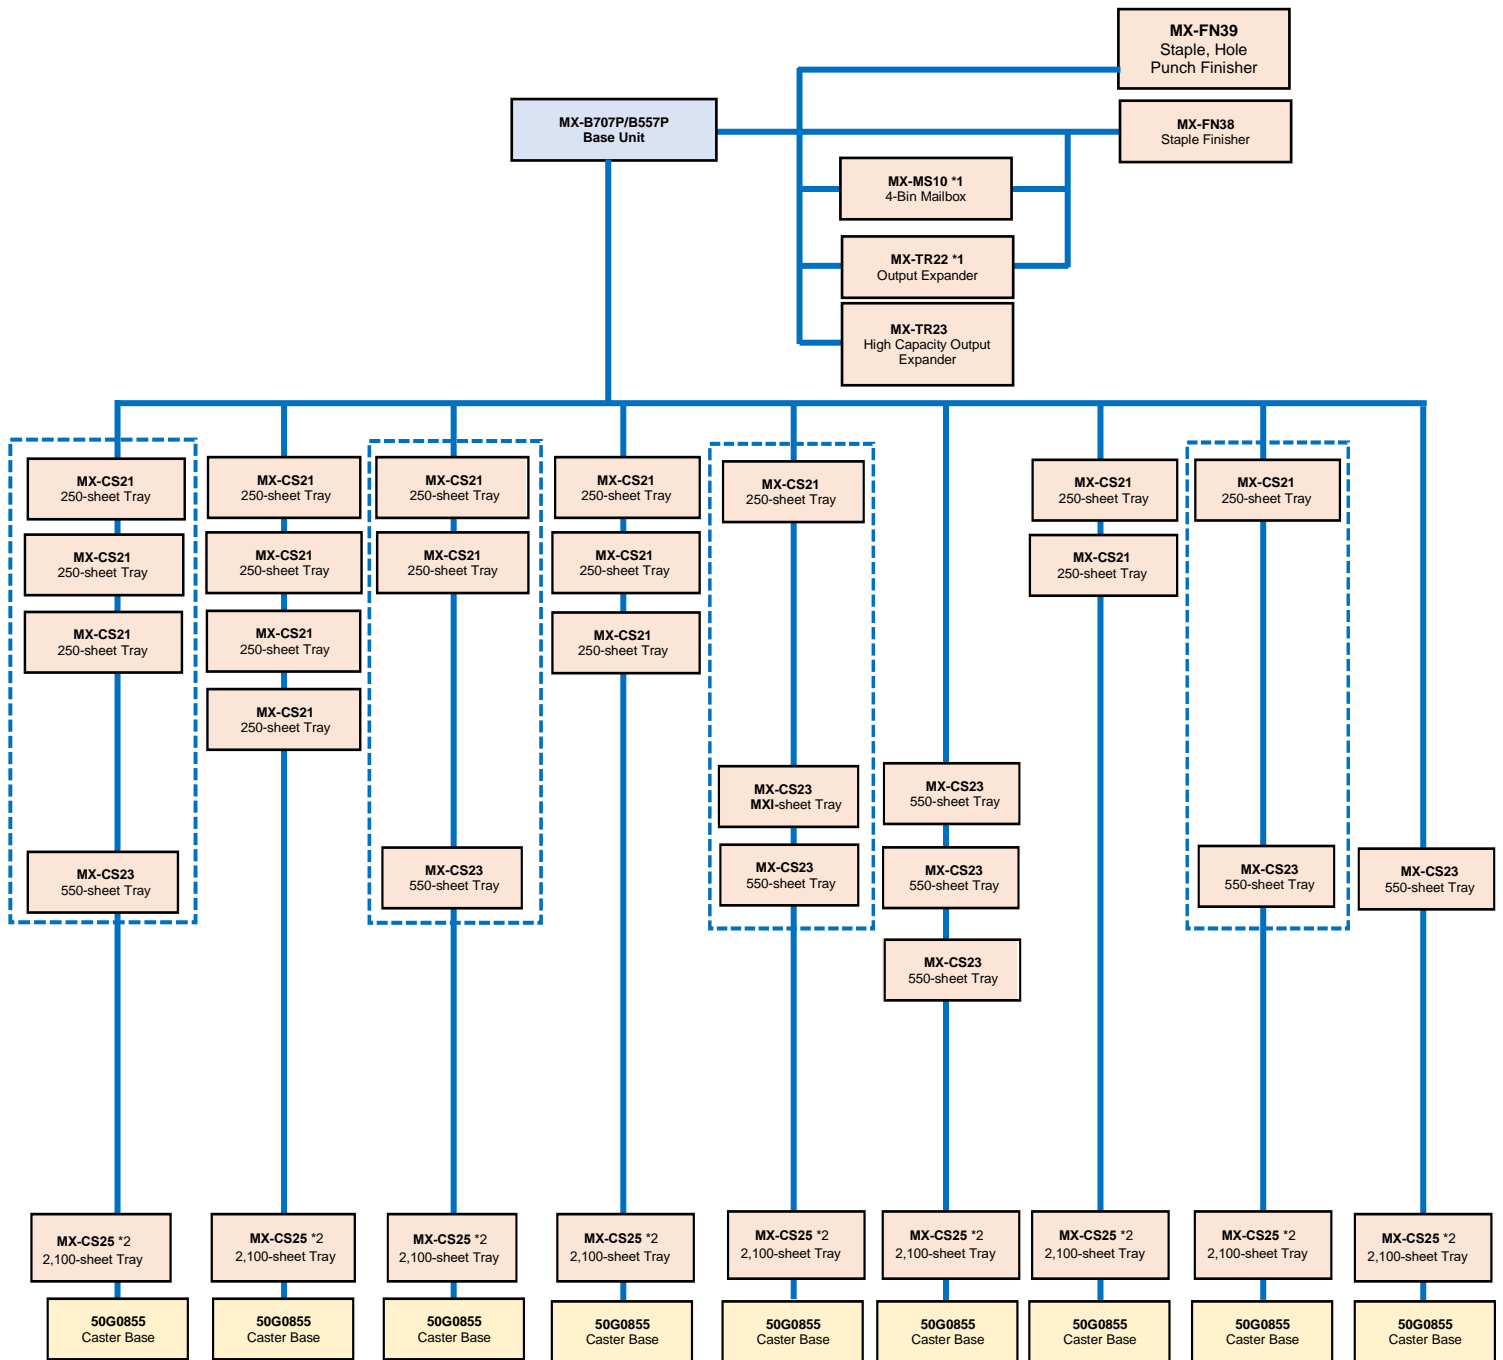 MX-FN39
Staple, Hole
Punch Finisher
MX-B707P/B557P
Base Unit
MX-FN38
Staple Finisher
MX-MS10 *1
4-Bin Mailbox
MX-TR22 *1
Output Expander
MX-TR23
High Capacity Output
Expander
MX-CS21
250-sheet Tray
MX-CS21
250-sheet Tray
MX-CS21
250-sheet Tray
MX-CS23
550-sheet Tray
MX-CS25 *2
2,100-sheet Tray
50G0855
Caster Base
MX-CS21
250-sheet Tray
MX-CS21
250-sheet Tray
MX-CS21
250-sheet Tray
MX-CS21
250-sheet Tray
MX-CS25 *2
2,100-sheet Tray
50G0855
Caster Base
MX-CS21
250-sheet Tray
MX-CS21
250-sheet Tray
MX-CS23
550-sheet Tray
MX-CS25 *2
2,100-sheet Tray
50G0855
Caster Base
MX-CS21
250-sheet Tray
MX-CS21
250-sheet Tray
MX-CS21
250-sheet Tray
MX-CS25 *2
2,100-sheet Tray
50G0855
Caster Base
MX-CS21
250-sheet Tray
MX-CS23
MXI-sheet Tray
MX-CS23
550-sheet Tray
MX-CS25 *2
2,100-sheet Tray
50G0855
Caster Base
MX-CS23
550-sheet Tray
MX-CS23
550-sheet Tray
MX-CS23
550-sheet Tray
MX-CS25 *2
2,100-sheet Tray
50G0855
Caster Base
MX-CS21
250-sheet Tray
MX-CS21
250-sheet Tray
MX-CS25 *2
2,100-sheet Tray
50G0855
Caster Base
MX-CS21
250-sheet Tray
MX-CS23
550-sheet Tray
MX-CS25 *2
2,100-sheet Tray
50G0855
Caster Base
MX-CS23
550-sheet Tray
MX-CS25 *2
2,100-sheet Tray
50G0855
Caster Base